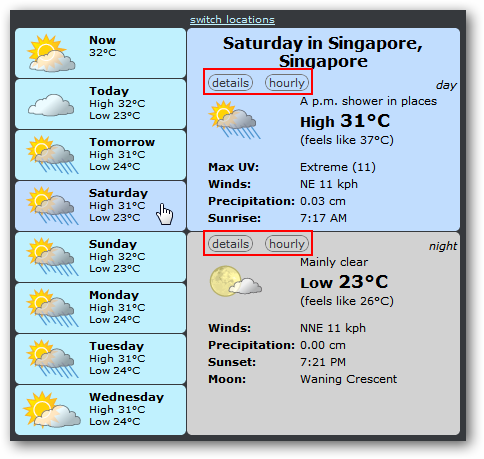 switch locations
Now
32°C
Today
High 32°C
Low 23°C
Tomorrow
High 31°C
Low 24°C
Saturday
High 31°C
Low 23°C
Sunday
High 32°C
Low 23°C
Monday
High 31°C
Low 24°C
Tuesday
High 31°C
Low 24°C
Wednesday
High 31°C
Low 24°C
Saturday in Singapore,
Singapore
details hourly
day
A p.m. shower in places
High 31°C
(feels like 37°C)
Max UV: Extreme (11)
Winds: NE 11 kph
Precipitation: 0.03 cm
Sunrise: 7:17 AM
details hourly
night
Mainly clear
Low 23°C
(feels like 26°C)
Winds: NNE 11 kph
Precipitation: 0.00 cm
Sunset: 7:21 PM
Moon: Waning Crescent